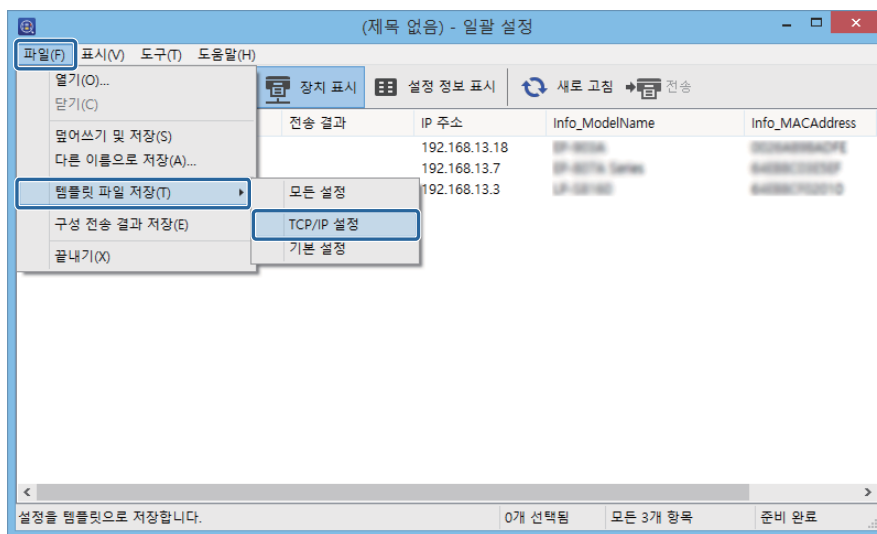 (제목 없음) - 일괄 설정
파일(F) 표시(V) 도구(T) 도움말(H)
열기(O)...
닫기(C)
덮어쓰기 및 저장(S)
다른 이름으로 저장(A)...
템플릿 파일 저장(T)
구성 전송 결과 저장(E)
끝내기(X)
모든 설정
TCP/IP 설정
기본 설정
장치 표시 설정 정보 표시 새로 고침 전송
전송 결과 IP 주소 Info_ModelName Info_MACAddress
192.168.13.18
192.168.13.7
192.168.13.3
설정을 템플릿으로 저장합니다. 0개 선택됨 모든 3개 항목 준비 완료